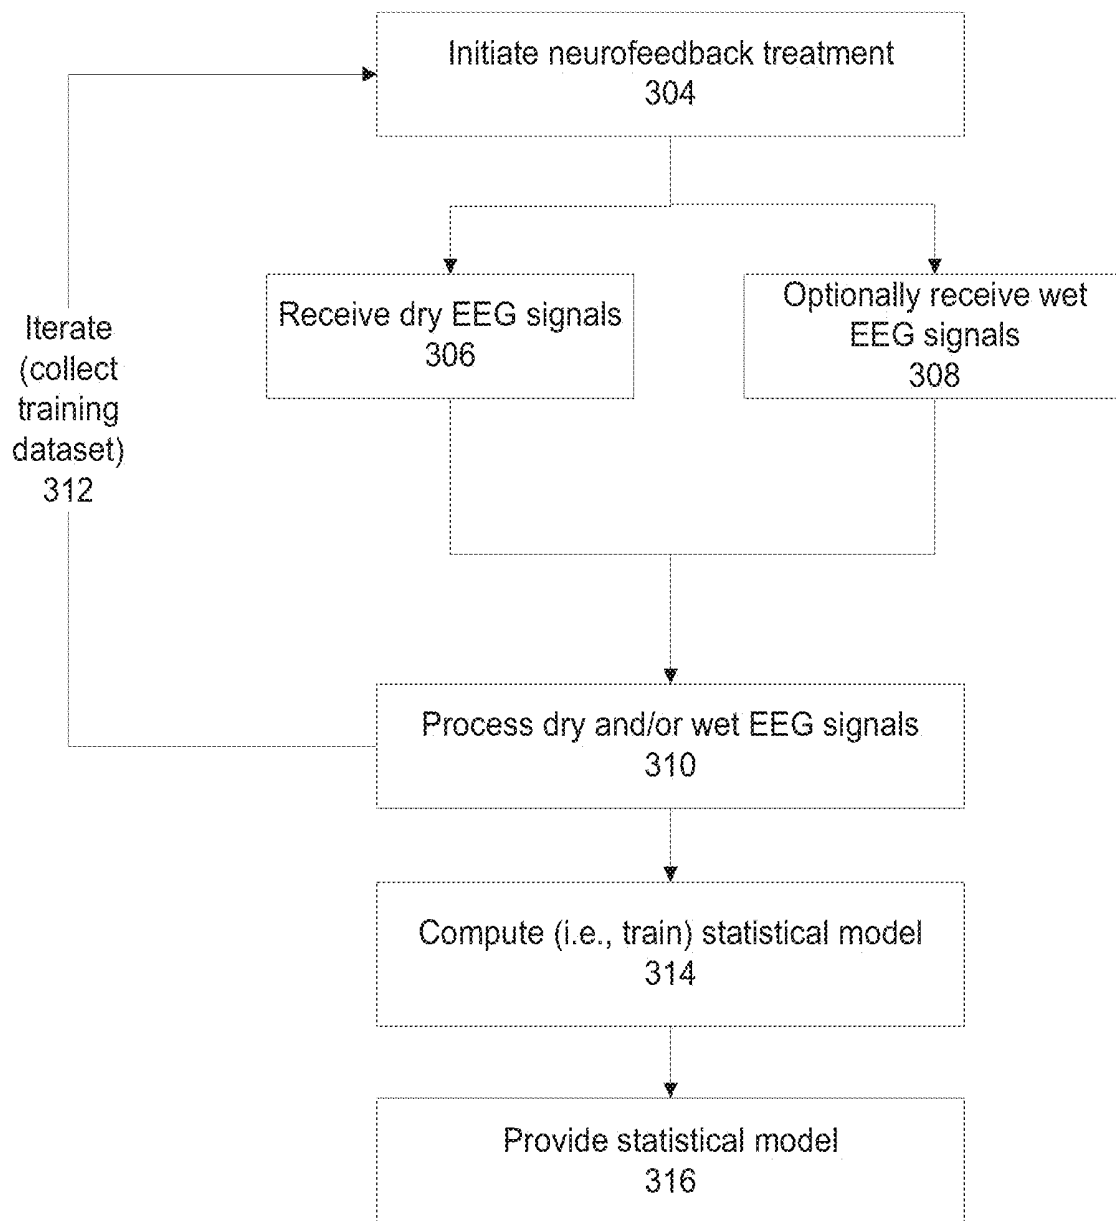 Initiate neurofeedback treatment
304
Receive dry EEG signals
306
Optionally receive wet
EEG signals
308
Iterate
(collect
training
dataset)
312
Process dry and/or wet EEG signals
310
Compute (i.e., train) statistical model
314
Provide statistical model
316